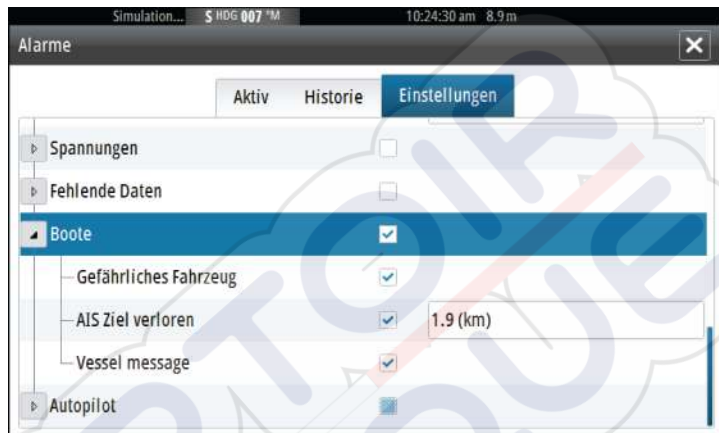 Simulation... S HDG 007 °M 10:24:30 am 8.9 m
Alarme
Aktiv Historie Einstellungen
Spannungen
Fehlende Daten
Boote
Gefährliches Fahrzeug
AIS Ziel verloren 1.9 (km)
Vessel message
Autopilot